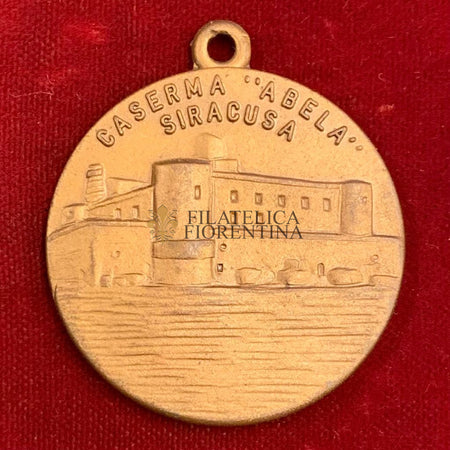 CASERMA "ABELA"
SIRACUSA
FILATELICA
FIORENTINA